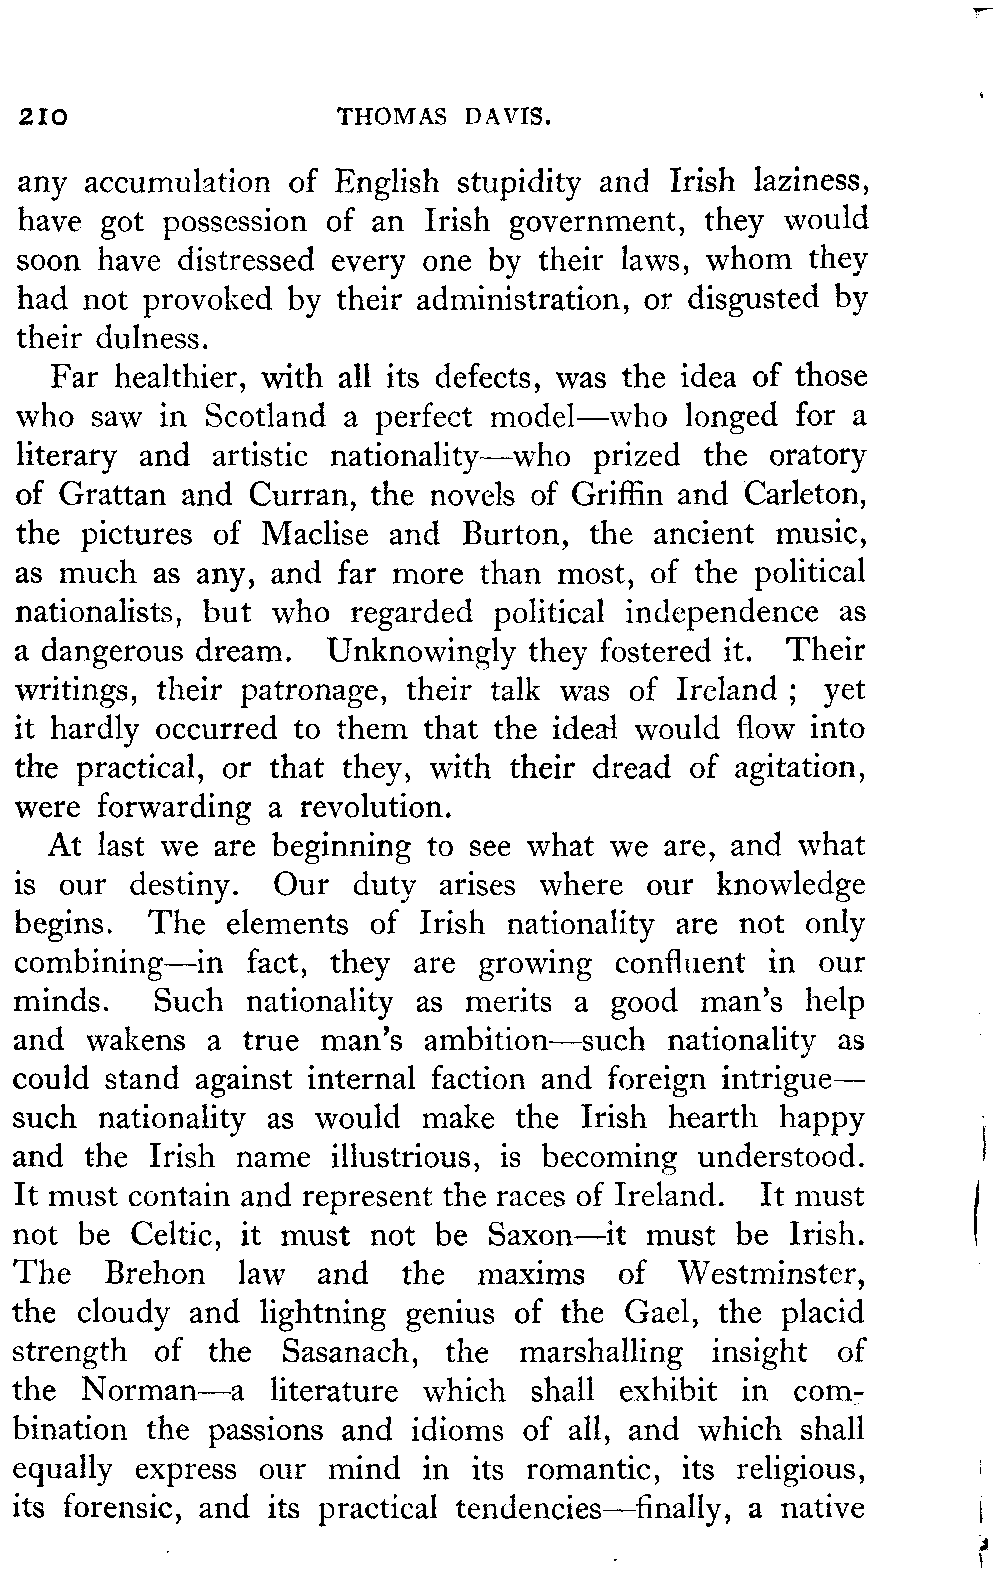 210 THOMAS DAVIS.
any accumulation of English stupidity and Irish laziness,
have got possession of an Irish government, they would
soon have distressed every one by their laws, whom they
had not provoked by their administration, or disgusted by
their dulness.
Far healthier, with all its defects, was the idea of those
who saw in Scotland a perfect model—who longed for a
literary and artistic nationality—who prized the oratory
of Grattan and Curran, the novels of Griffin and Carleton,
the pictures of Maclise and Burton, the ancient music,
as much as any, and far more than most, of the political
nationalists, but who regarded political independence as
a dangerous dream. Unknowingly they fostered it. Their
writings, their patronage, their talk was of Ireland ; yet
it hardly occurred to them that the ideal would flow into
the practical, or that they, with their dread of agitation,
were forwarding a revolution.
At last we are beginning to see what we are, and what
is our destiny. Our duty arises where our knowledge
begins. The elements of Irish nationality are not only
combining—in fact, they are growing confluent in our
minds. Such nationality as merits a good man's help
and wakens a true man's ambition—such nationality as
could stand against internal faction and foreign intrigue—
such nationality as would make the Irish hearth happy
and the Irish name illustrious, is becoming understood.
It must contain and represent the races of Ireland. It must
not be Celtic, it must not be Saxon—it must be Irish.
The Brehon law and the maxims of Westminster,
the cloudy and lightning genius of the Gael, the placid
strength of the Sasanach, the marshalling insight of
the Norman—a literature which shall exhibit in com-
bination the passions and idioms of all, and which shall
equally express our mind in its romantic, its religious,
its forensic, and its practical tendencies—finally, a native